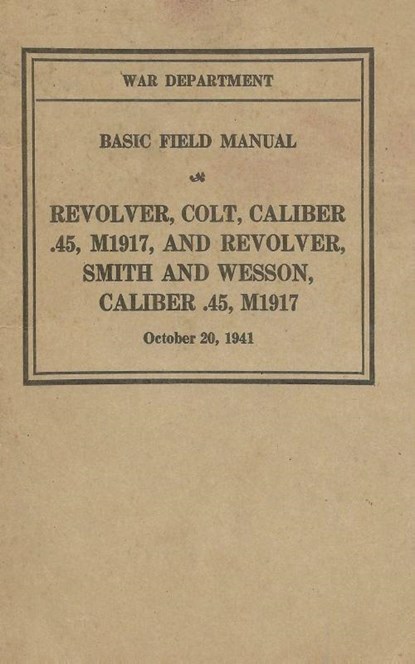 WAR DEPARTMENT
BASIC FIELD MANUAL
REVOLVER, COLT, CALIBER
.45, M1917, AND REVOLVER,
SMITH AND WESSON,
CALIBER .45, M1917
October 20, 1941